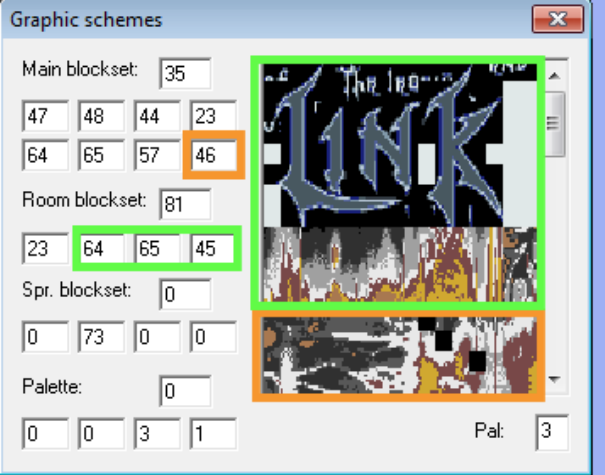 Graphic schemes
Main blockset: 35
47 48 44 23
64 65 57 46
Room blockset: 81
23 64 65 45
Spr. blockset: 0
0 73 0 0
Palette: 0
0 0 3 1
Pal: 3
LINK